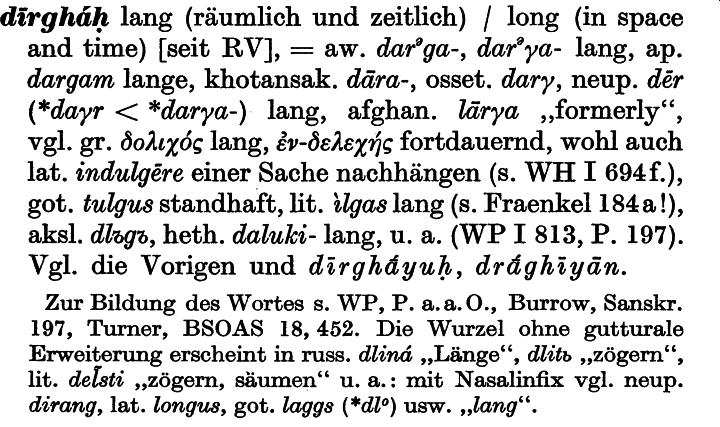 dīrgháḥ lang (räumlich und zeitlich) / long (in space
and time) [seit RV], = aw. darᵊga-, darᵊγa- lang, ap.
dargam lange, khotansak. dāra-, osset. darγ, neup. dēr
(*dayr < *darγa-) lang, afghan. lārγa „formerly“,
vgl. gr. δολιχός lang, ἐν-δελεχής fortdauernd, wohl auch
lat. indulgēre einer Sache nachhängen (s. WH I 694f.),
got. tulgus standhaft, lit. ìlgas lang (s. Fraenkel 184a!),
aksl. dlъgъ, heth. daluki- lang, u. a. (WP I 813, P. 197).
Vgl. die Vorigen und dīrghā́yuḥ, drā́ghīyān.
Zur Bildung des Wortes s. WP, P. a.a.O., Burrow, Sanskr.
197, Turner, BSOAS 18, 452. Die Wurzel ohne gutturale
Erweiterung erscheint in russ. dliná „Länge“, dlitь „zögern“,
lit. del̃sti „zögern, säumen“ u. a.: mit Nasalinfix vgl. neup.
dirang, lat. longus, got. laggs (*dl⁰) usw. „lang“.